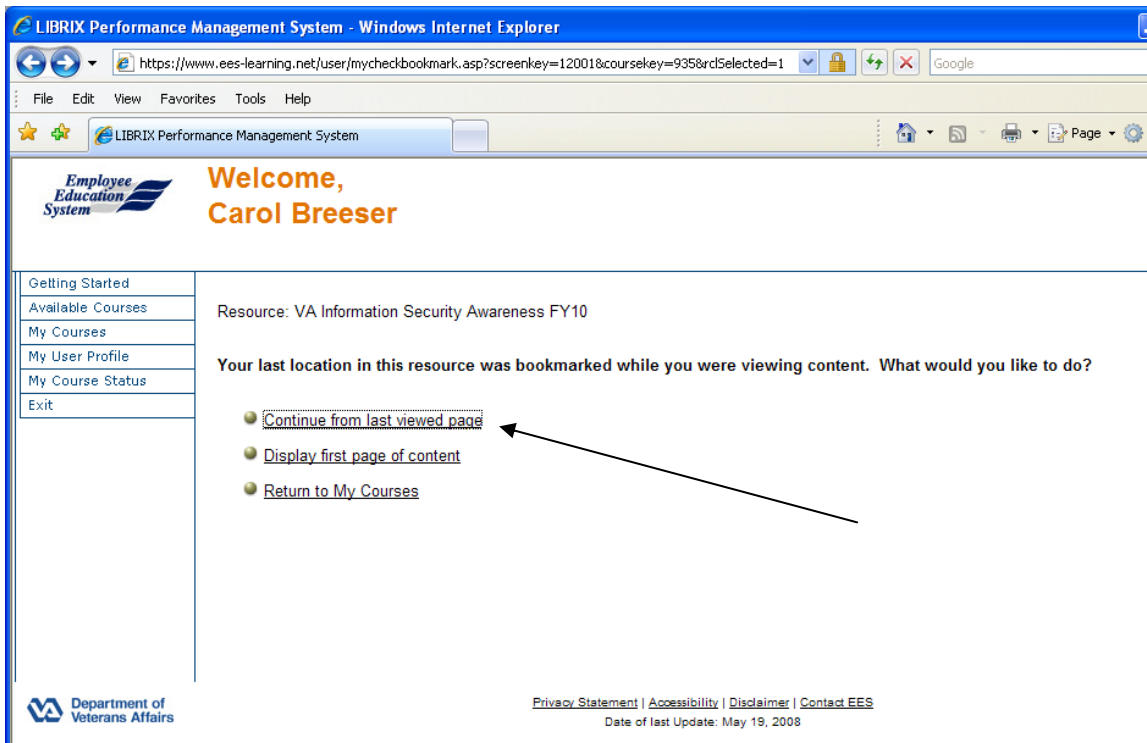 LIBRIX Performance Management System - Windows Internet Explorer
https://www.ees-learning.net/user/mycheckbookmark.asp?screenkey=12001&coursekey=935&rclSelected=1
Google
File Edit View Favorites Tools Help
LIBRIX Performance Management System
Page
Employee
Education
System
Welcome,
Carol Breeser
Getting Started
Available Courses
My Courses
My User Profile
My Course Status
Exit
Resource: VA Information Security Awareness FY10
Your last location in this resource was bookmarked while you were viewing content. What would you like to do?
Continue from last viewed page
Display first page of content
Return to My Courses
Department of
Veterans Affairs
Privacy Statement | Accessibility | Disclaimer | Contact EES
Date of last Update: May 19, 2008